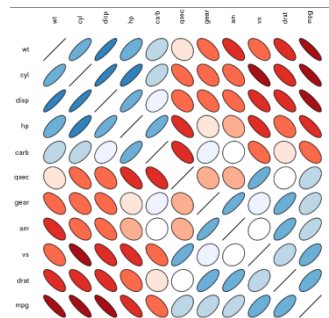 wt cyl disp hp carb qsec gear am vs drat mpg
wt
cyl
disp
hp
carb
qsec
gear
am
vs
drat
mpg